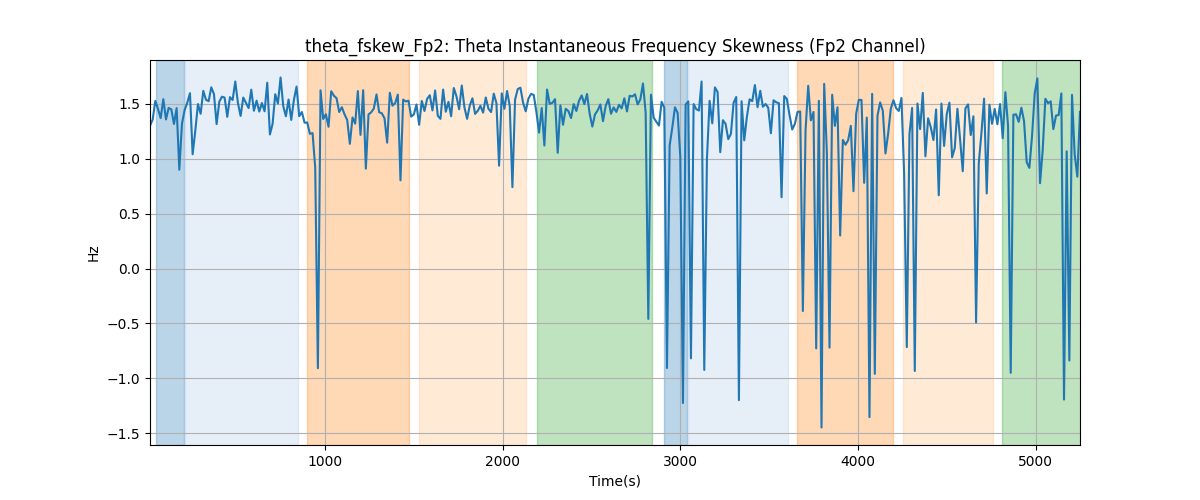 theta_fskew_Fp2: Theta Instantaneous Frequency Skewness (Fp2 Channel)
1.5
1.0
0.5
0.0
−0.5
−1.0
−1.5
Hz
1000 2000 3000 4000 5000
Time(s)